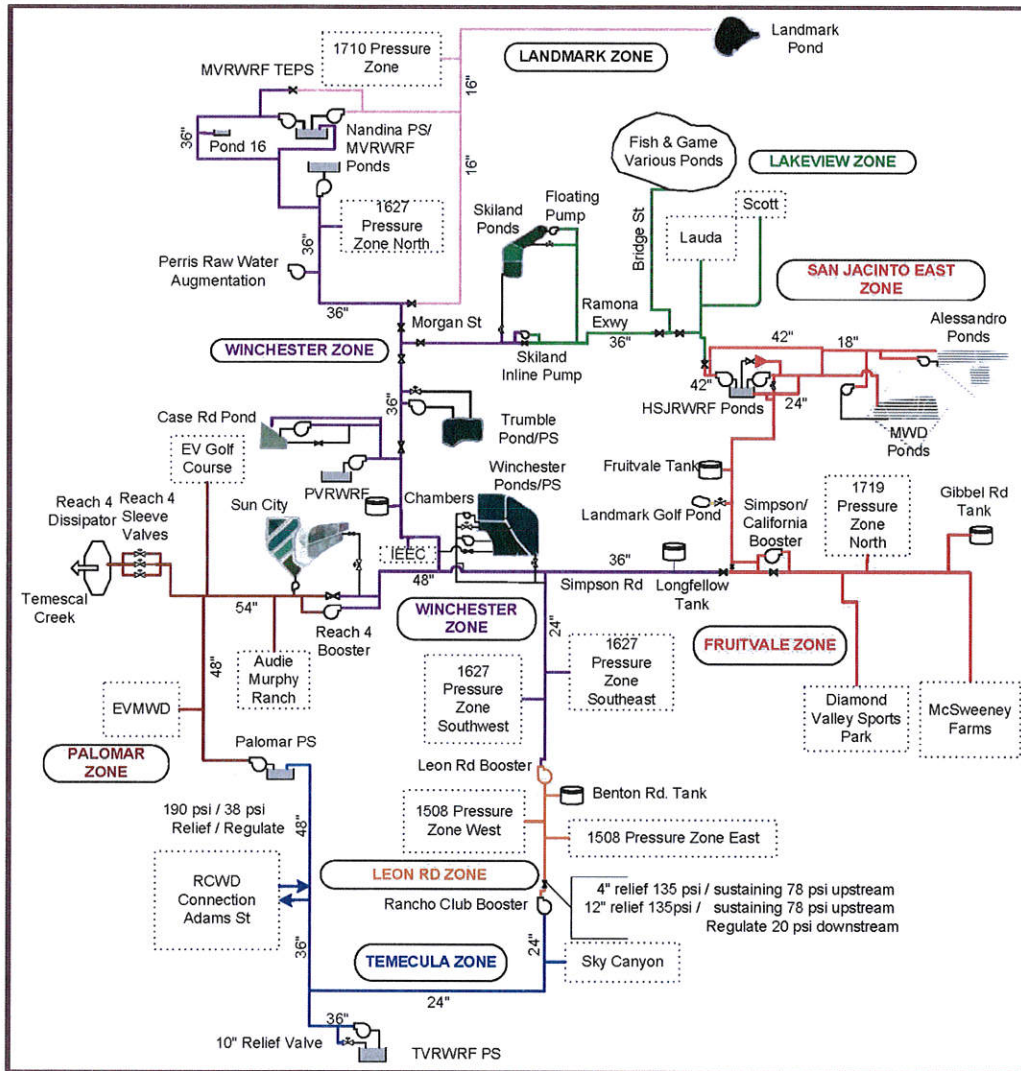 Landmark
Pond
LANDMARK ZONE
1710 Pressure
Zone
MVRWRF TEPS
16"
36"
Pond 16
Nandina PS/
MVRWRF
Ponds
16"
Fish & Game
Various Ponds
LAKEVIEW ZONE
Scott
Lauda
Bridge St
Floating
Pump
Skiland
Ponds
1627
Pressure
Zone North
36"
Perris Raw Water
Augmentation
36"
Morgan St
Ramona
Exwy
36"
Skiland
Inline Pump
SAN JACINTO EAST
ZONE
Alessandro
Ponds
42"
18"
42"
24"
HSJRWRF Ponds
MWD
Ponds
WINCHESTER ZONE
36"
Trumble
Pond/PS
Case Rd Pond
EV Golf
Course
PVRWRF
Winchester
Ponds/PS
Chambers
Fruitvale Tank
Landmark Golf Pond
Simpson/
California
Booster
1719
Pressure
Zone
North
Gibbel Rd
Tank
Reach 4
Dissipator
Reach 4
Sleeve
Valves
Sun City
IEEC
48"
36"
Simpson Rd
Longfellow
Tank
Temescal
Creek
54"
Reach 4
Booster
WINCHESTER
ZONE
24"
FRUITVALE ZONE
48"
Audie
Murphy
Ranch
1627
Pressure
Zone
Southwest
1627
Pressure
Zone
Southeast
Diamond
Valley Sports
Park
McSweeney
Farms
EVMWD
PALOMAR
ZONE
Palomar PS
Leon Rd Booster
Benton Rd. Tank
190 psi / 38 psi
Relief / Regulate
48"
1508 Pressure
Zone West
1508 Pressure Zone East
RCWD
Connection
Adams St
LEON RD ZONE
Rancho Club Booster
4" relief 135 psi / sustaining 78 psi upstream
12" relief 135psi / sustaining 78 psi upstream
Regulate 20 psi downstream
36"
24"
TEMECULA ZONE
Sky Canyon
24"
36"
10" Relief Valve
TVRWRF PS